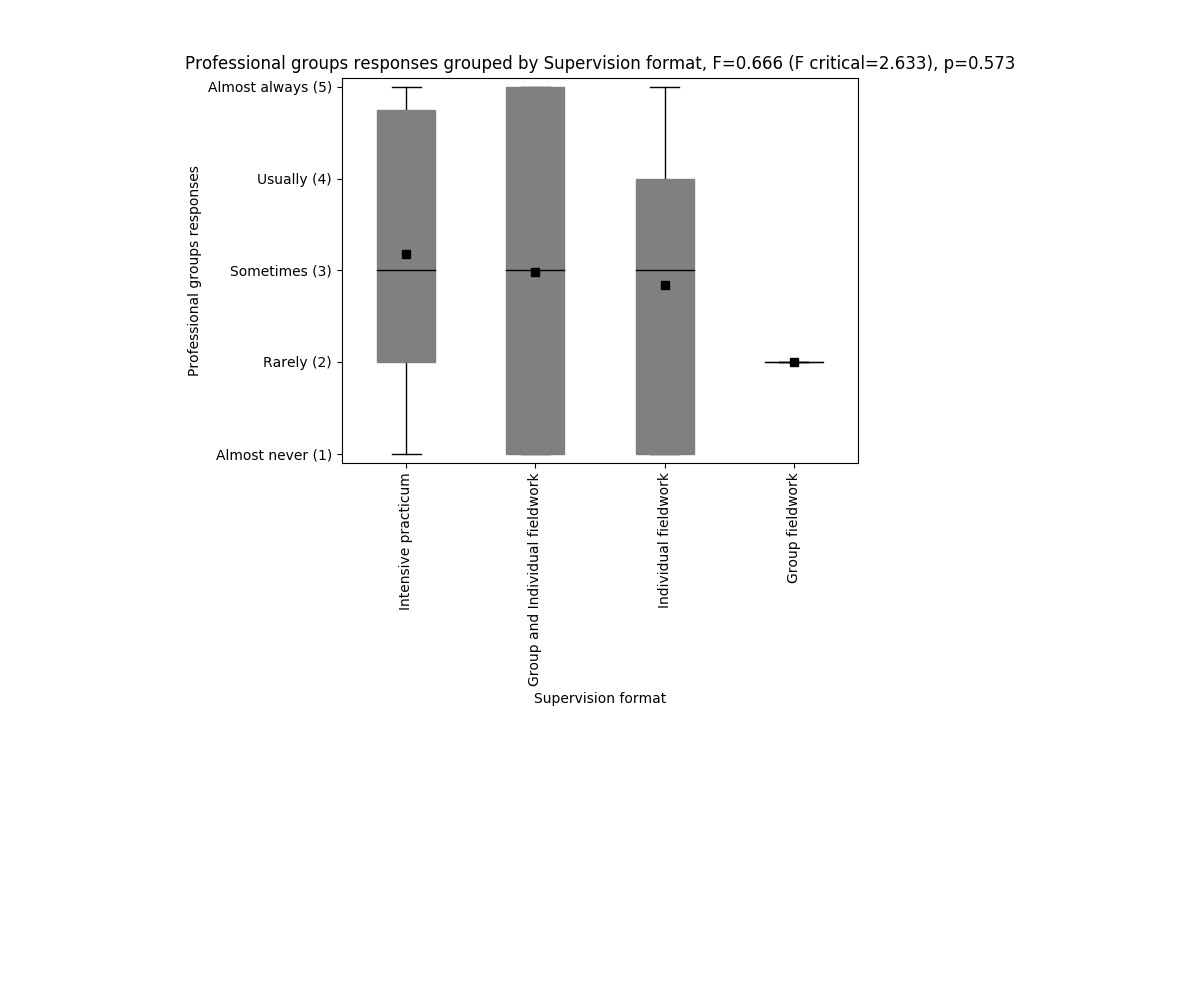 Professional groups responses grouped by Supervision format, F=0.666 (F critical=2.633), p=0.573
Almost always (5)
Usually (4)
Sometimes (3)
Rarely (2)
Almost never (1)
Professional groups responses
Intensive practicum
Group and Individual fieldwork
Individual fieldwork
Group fieldwork
Supervision format